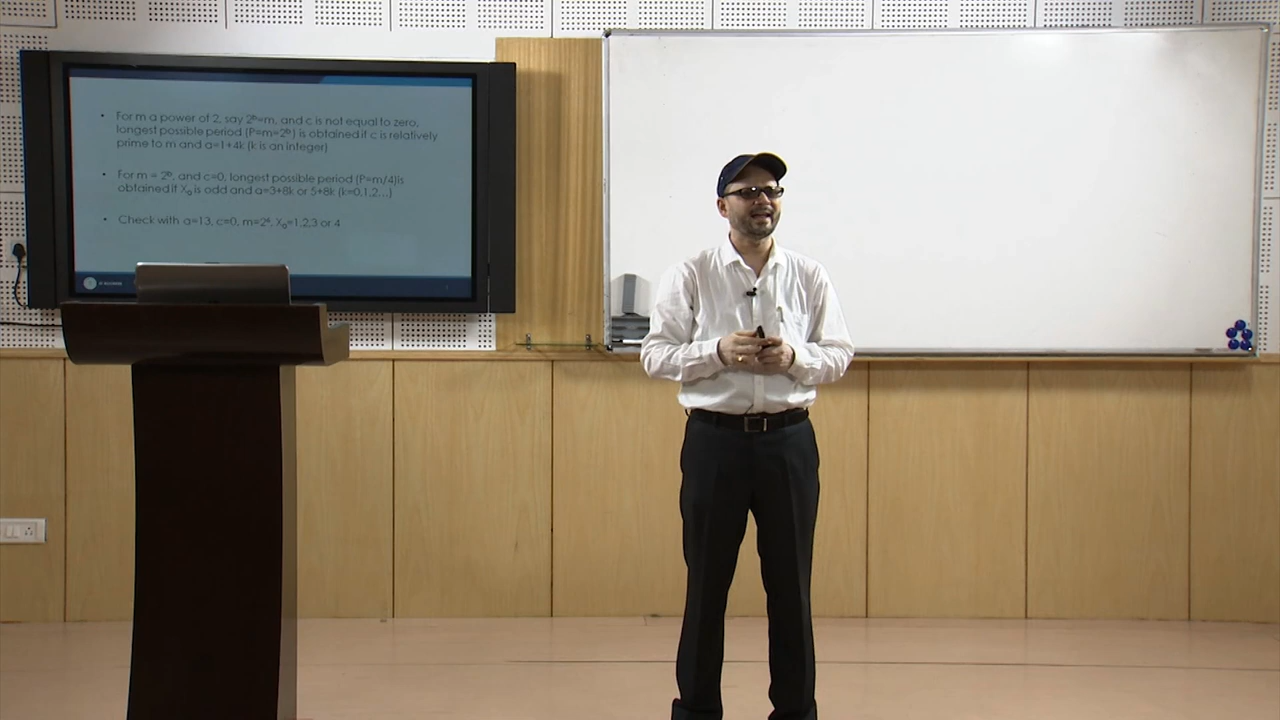 • For m a power of 2, say 2ᵇ=m, and c is not equal to zero,
longest possible period (P=m=2ᵇ) is obtained if c is relatively
prime to m and a=1+4k (k is an integer)
• For m = 2ᵇ, and c=0, longest possible period (P=m/4)is
obtained if X₀ is odd and a=3+8k or 5+8k (k=0,1,2...)
• Check with a=13, c=0, m=2⁶, X₀=1,2,3 or 4